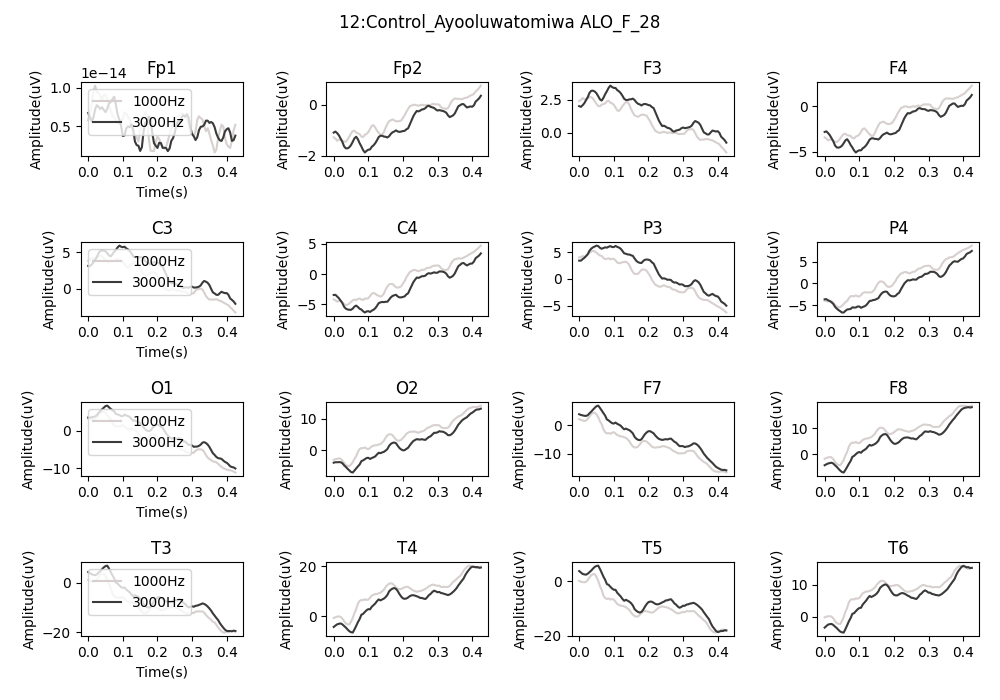 12:Control_Ayooluwatomiwa ALO_F_28
Fp1 Fp2 F3 F4
1e−14
Amplitude(uV) Amplitude(uV) Amplitude(uV) Amplitude(uV)
1.0
0.5
1000Hz
3000Hz
0
−2
2.5
0.0
0
−5
0.0 0.1 0.2 0.3 0.4 0.0 0.1 0.2 0.3 0.4 0.0 0.1 0.2 0.3 0.4 0.0 0.1 0.2 0.3 0.4
Time(s)
C3 C4 P3 P4
Amplitude(uV) Amplitude(uV) Amplitude(uV) Amplitude(uV)
5
0
1000Hz
3000Hz
5
0
−5
5
0
−5
5
0
−5
0.0 0.1 0.2 0.3 0.4 0.0 0.1 0.2 0.3 0.4 0.0 0.1 0.2 0.3 0.4 0.0 0.1 0.2 0.3 0.4
Time(s)
O1 O2 F7 F8
Amplitude(uV) Amplitude(uV) Amplitude(uV) Amplitude(uV)
0
−10
1000Hz
3000Hz
10
0
0
−10
10
0
0.0 0.1 0.2 0.3 0.4 0.0 0.1 0.2 0.3 0.4 0.0 0.1 0.2 0.3 0.4 0.0 0.1 0.2 0.3 0.4
Time(s)
T3 T4 T5 T6
Amplitude(uV) Amplitude(uV) Amplitude(uV) Amplitude(uV)
0
−20
1000Hz
3000Hz
20
0
0
−20
10
0
0.0 0.1 0.2 0.3 0.4 0.0 0.1 0.2 0.3 0.4 0.0 0.1 0.2 0.3 0.4 0.0 0.1 0.2 0.3 0.4
Time(s)